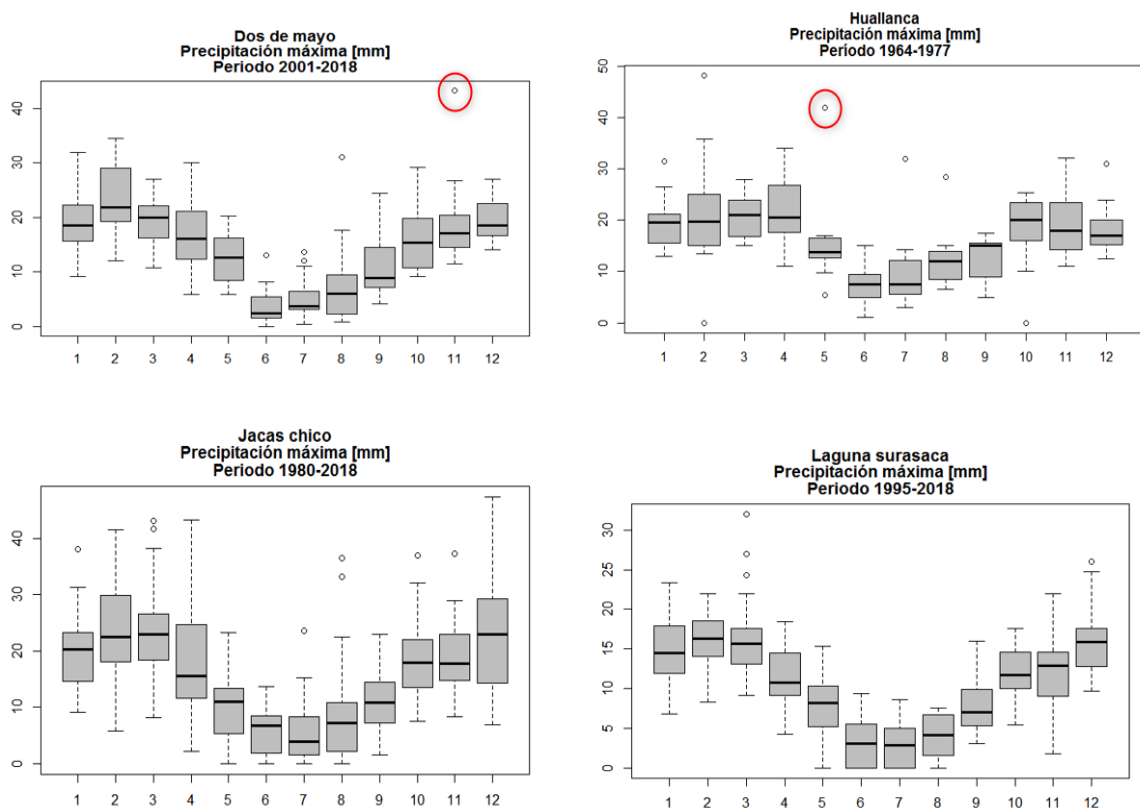 Dos de mayo
Precipitación máxima [mm]
Periodo 2001-2018
40
30
20
10
0
1 2 3 4 5 6 7 8 9 10 11 12
Huallanca
Precipitación máxima [mm]
Período 1964-1977
50
40
30
20
10
0
1 2 3 4 5 6 7 8 9 10 11 12
Jacas chico
Precipitación máxima [mm]
Periodo 1980-2018
40
30
20
10
0
1 2 3 4 5 6 7 8 9 10 11 12
Laguna surasaca
Precipitación máxima [mm]
Periodo 1995-2018
30
25
20
15
10
5
0
1 2 3 4 5 6 7 8 9 10 11 12